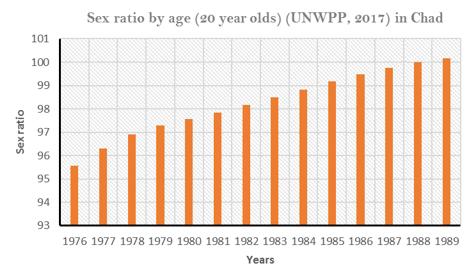 Sex ratio by age (20 year olds) (UNWPP, 2017) in Chad
101
100
99
98
97
96
95
94
93
Sex ratio
1976 1977 1978 1979 1980 1981 1982 1983 1984 1985 1986 1987 1988 1989
Years